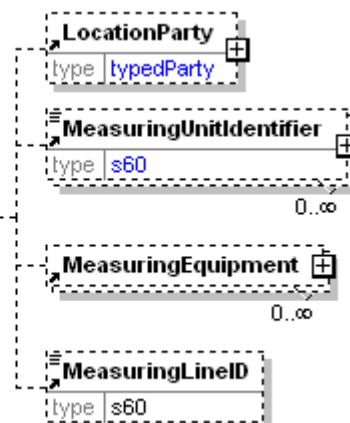 LocationParty
type typedParty
MeasuringUnitIdentifier
type s60
0..∞
MeasuringEquipment
0..∞
MeasuringLineID
type s60